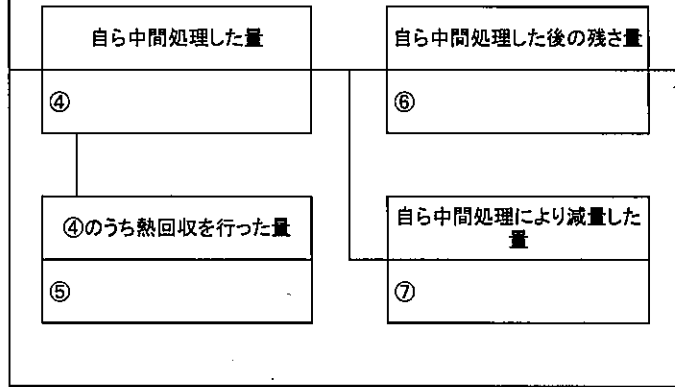 自ら中間処理した量
自ら中間処理した後の残さ量
④
⑥
④のうち熱回収を行った量
自ら中間処理により減量した
量
⑤
⑦